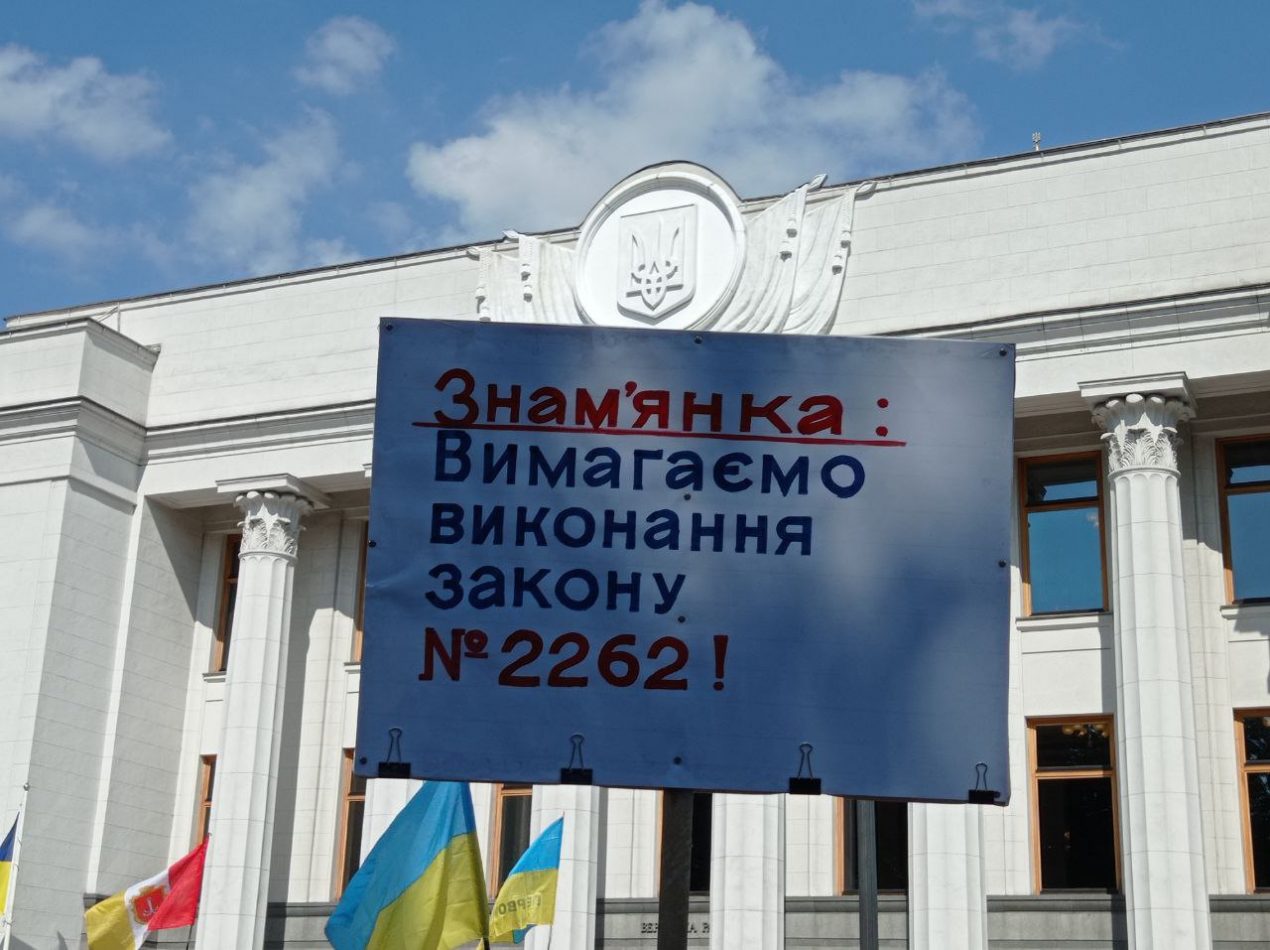 Знам'янка :
Вимагаємо
виконання
закону
№2262!